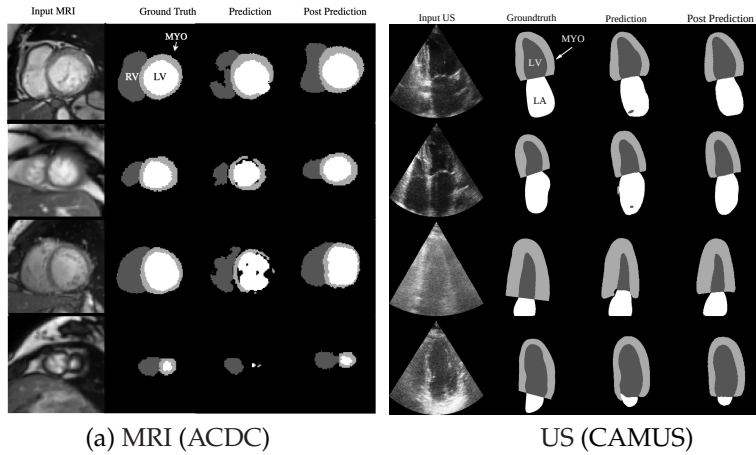 Input MRI Ground Truth Prediction Post Prediction
MYO
RV LV
(a) MRI (ACDC)
Input US Groundtruth Prediction Post Prediction
MYO
LV
LA
US (CAMUS)